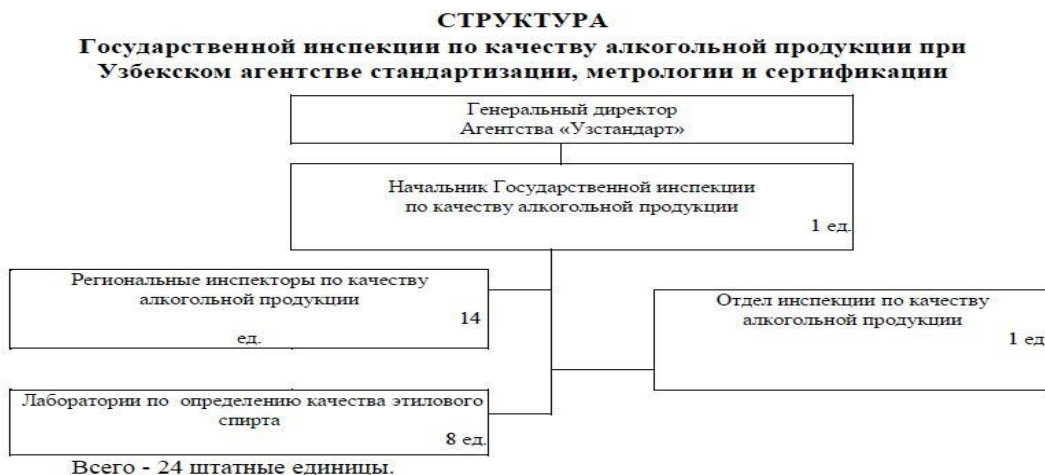 СТРУКТУРА
Государственной инспекции по качеству алкогольной продукции при
Узбекском агентстве стандартизации, метрологии и сертификации
Генеральный директор
Агентства «Узстандарт»
Начальник Государственной инспекции
по качеству алкогольной продукции
1 ед.
Региональные инспекторы по качеству
алкогольной продукции
14
ед.
Отдел инспекции по качеству
алкогольной продукции
1 ед
Лаборатории по определению качества этилового
спирта
8 ед.
Всего - 24 штатные единицы.